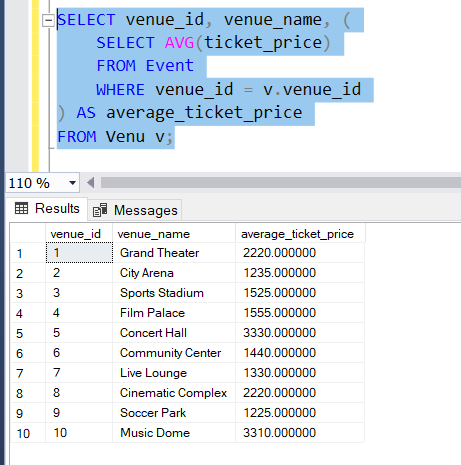 SELECT venue_id, venue_name, (
SELECT AVG(ticket_price)
FROM Event
WHERE venue_id = v.venue_id
) AS average_ticket_price
FROM Venu v;
110 %
Results Messages
venue_id venue_name average_ticket_price
1 1 Grand Theater 2220.000000
2 2 City Arena 1235.000000
3 3 Sports Stadium 1525.000000
4 4 Film Palace 1555.000000
5 5 Concert Hall 3330.000000
6 6 Community Center 1440.000000
7 7 Live Lounge 1330.000000
8 8 Cinematic Complex 2220.000000
9 9 Soccer Park 1225.000000
10 10 Music Dome 3310.000000